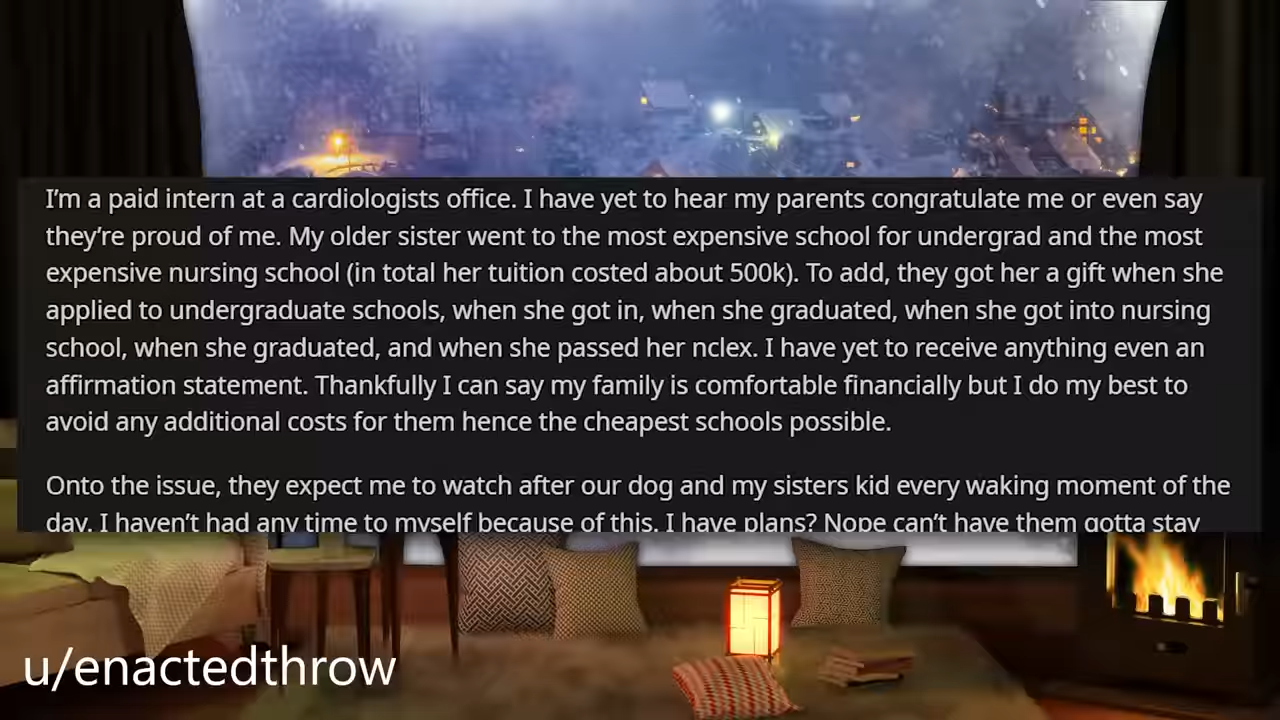 I’m a paid intern at a cardiologists office. I have yet to hear my parents congratulate me or even say
they’re proud of me. My older sister went to the most expensive school for undergrad and the most
expensive nursing school (in total her tuition costed about 500k). To add, they got her a gift when she
applied to undergraduate schools, when she got in, when she graduated, when she got into nursing
school, when she graduated, and when she passed her nclex. I have yet to receive anything even an
affirmation statement. Thankfully I can say my family is comfortable financially but I do my best to
avoid any additional costs for them hence the cheapest schools possible.
Onto the issue, they expect me to watch after our dog and my sisters kid every waking moment of the
day. I haven’t had any time to myself because of this. I have plans? Nope can’t have them gotta stay
u/enactedthrow